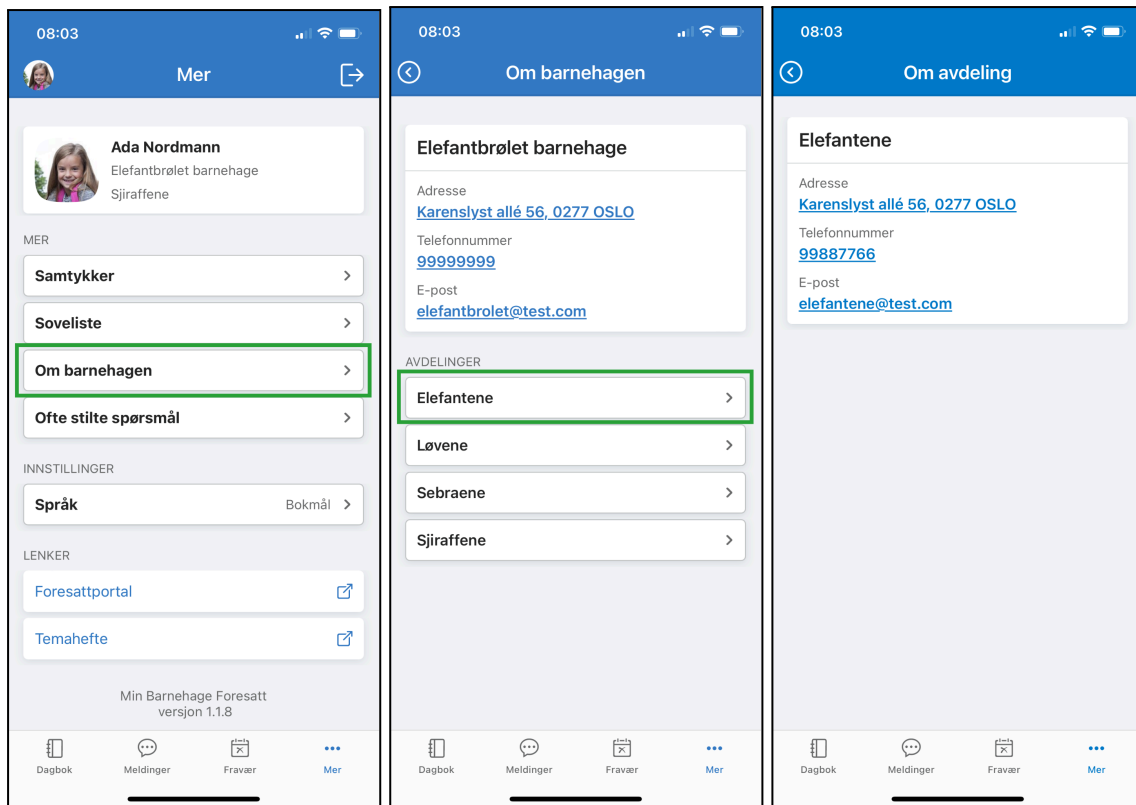 08:03
Mer
Ada Nordmann
Elefantbrølet barnehage
Sjiraffene
MER
Samtykker
Soveliste
Om barnehagen
Ofte stilte spørsmål
INNSTILLINGER
Språk Bokmål
LENKER
Foresattportal
Temahefte
Min Barnehage Foresatt
versjon 1.1.8
Dagbok Meldinger Fravær Mer
08:03
Om barnehagen
Elefantbrølet barnehage
Adresse
Karenslyst allé 56, 0277 OSLO
Telefonnummer
99999999
E-post
elefantbrolet@test.com
AVDELINGER
Elefantene
Løvene
Sebraene
Sjiraffene
Dagbok Meldinger Fravær Mer
08:03
Om avdeling
Elefantene
Adresse
Karenslyst allé 56, 0277 OSLO
Telefonnummer
99887766
E-post
elefantene@test.com
Dagbok Meldinger Fravær Mer